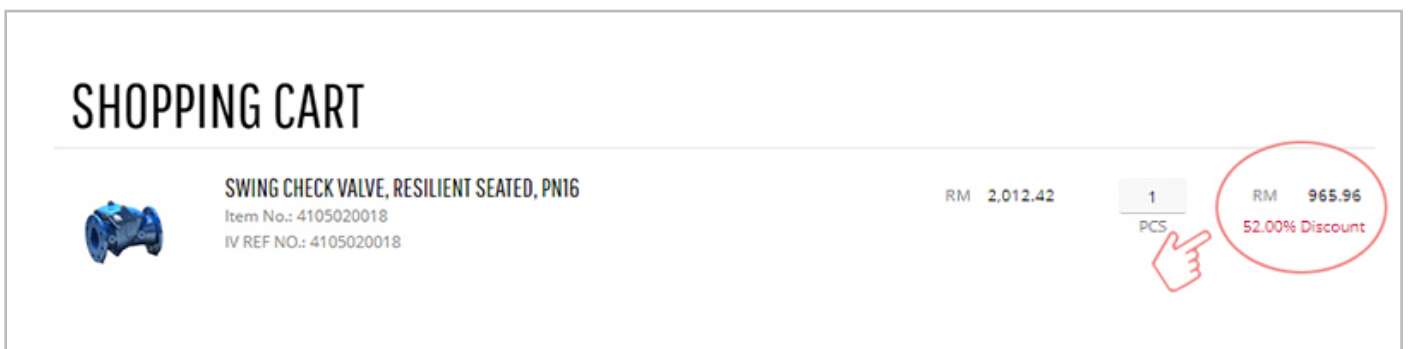 SHOPPING CART
SWING CHECK VALVE, RESILIENT SEATED, PN16
Item No.: 4105020018
IV REF NO.: 4105020018
RM 2,012.42
1
PCS
RM 965.96
52.00% Discount